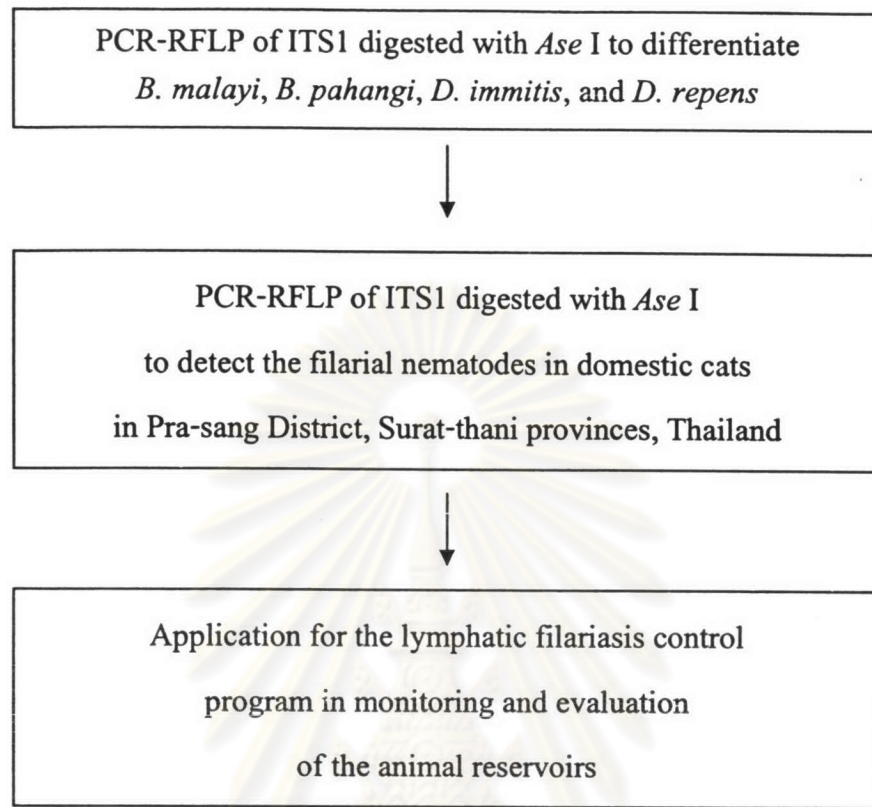 PCR-RFLP of ITS1 digested with Ase I to differentiate
B. malayi, B. pahangi, D. immitis, and D. repens
PCR-RFLP of ITS1 digested with Ase I
to detect the filarial nematodes in domestic cats
in Pra-sang District, Surat-thani provinces, Thailand
Application for the lymphatic filariasis control
program in monitoring and evaluation
of the animal reservoirs